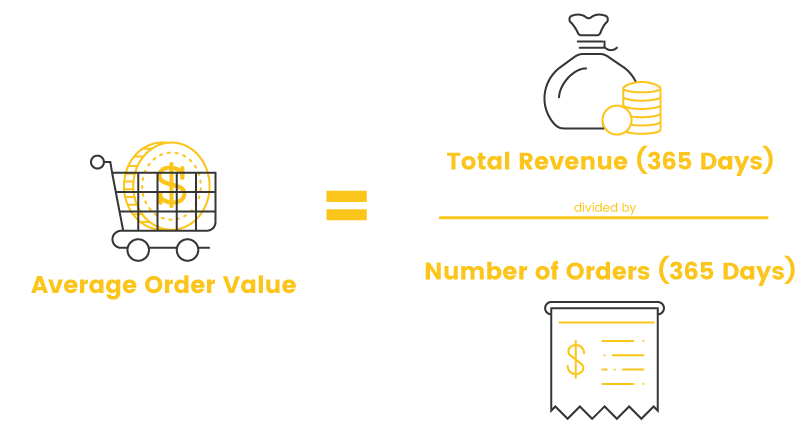 Average Order Value
=
Total Revenue (365 Days)
divided by
Number of Orders (365 Days)
$
$